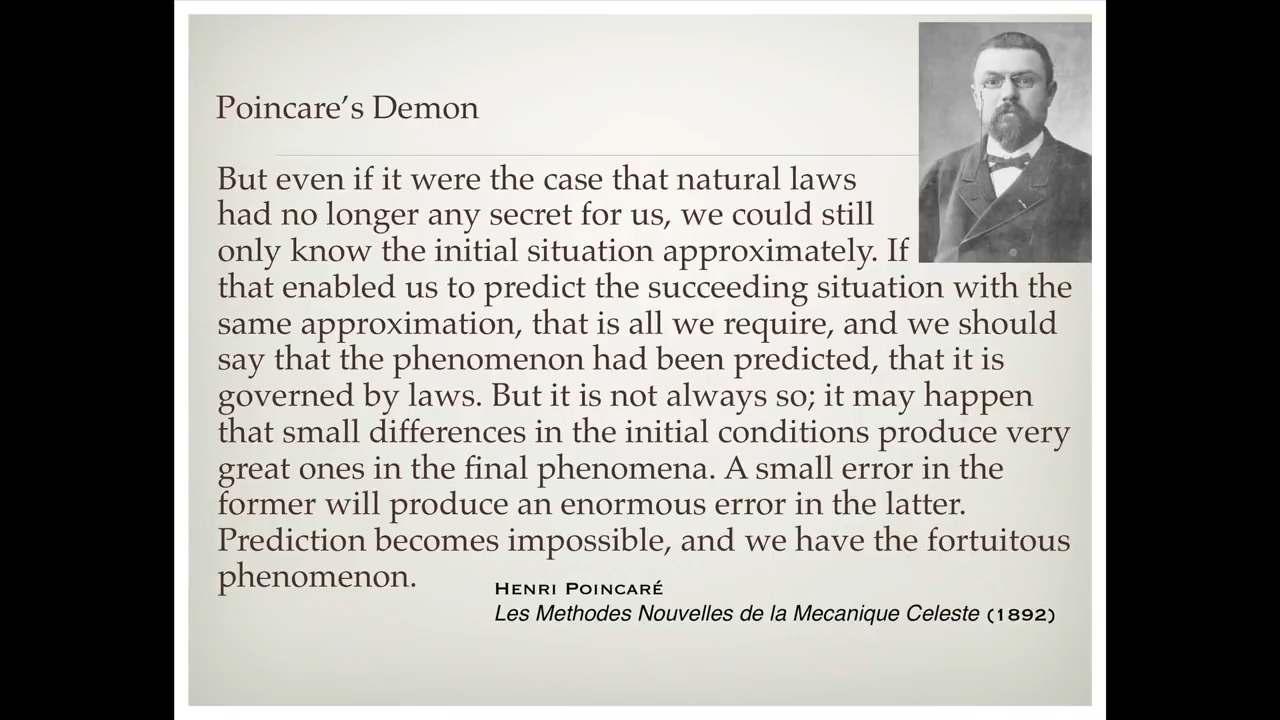 Poincare's Demon
But even if it were the case that natural laws
had no longer any secret for us, we could still
only know the initial situation approximately. If
that enabled us to predict the succeeding situation with the
same approximation, that is all we require, and we should
say that the phenomenon had been predicted, that it is
governed by laws. But it is not always so; it may happen
that small differences in the initial conditions produce very
great ones in the final phenomena. A small error in the
former will produce an enormous error in the latter.
Prediction becomes impossible, and we have the fortuitous
phenomenon.
Henri Poincaré
Les Methodes Nouvelles de la Mecanique Celeste (1892)